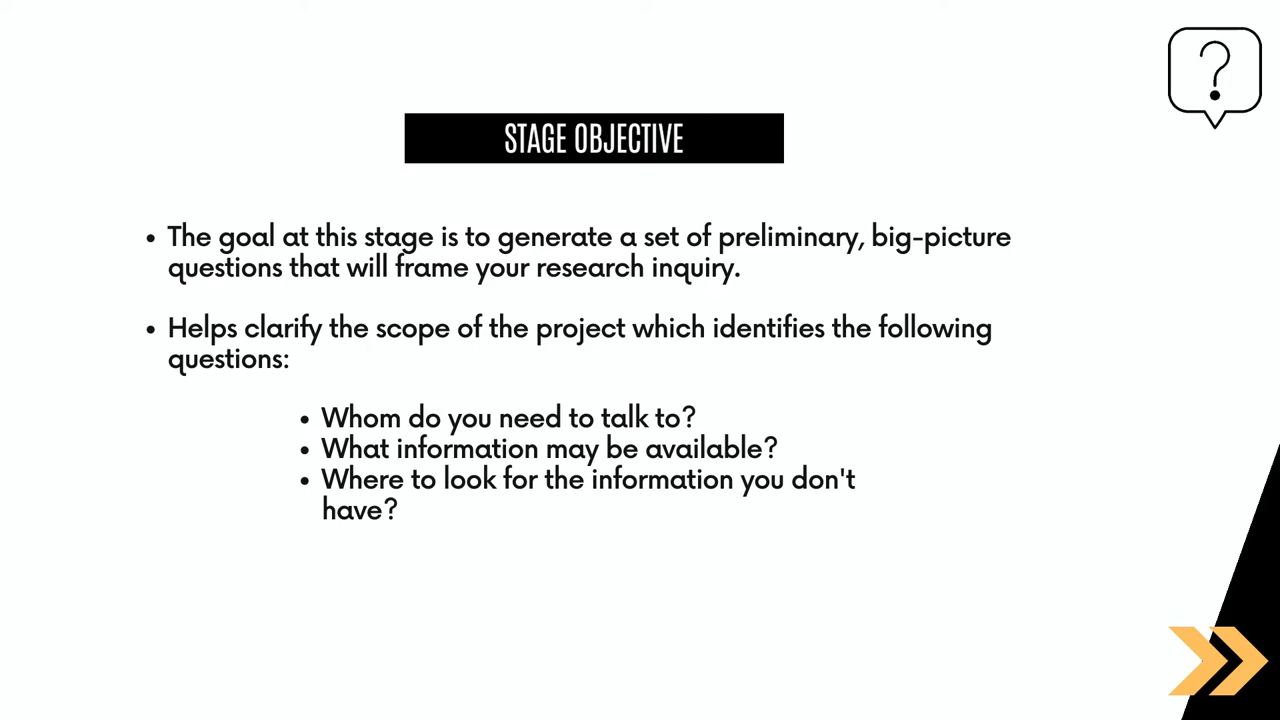 ?
STAGE OBJECTIVE
• The goal at this stage is to generate a set of preliminary, big-picture
questions that will frame your research inquiry.
• Helps clarify the scope of the project which identifies the following
questions:
• Whom do you need to talk to?
• What information may be available?
• Where to look for the information you don't
have?